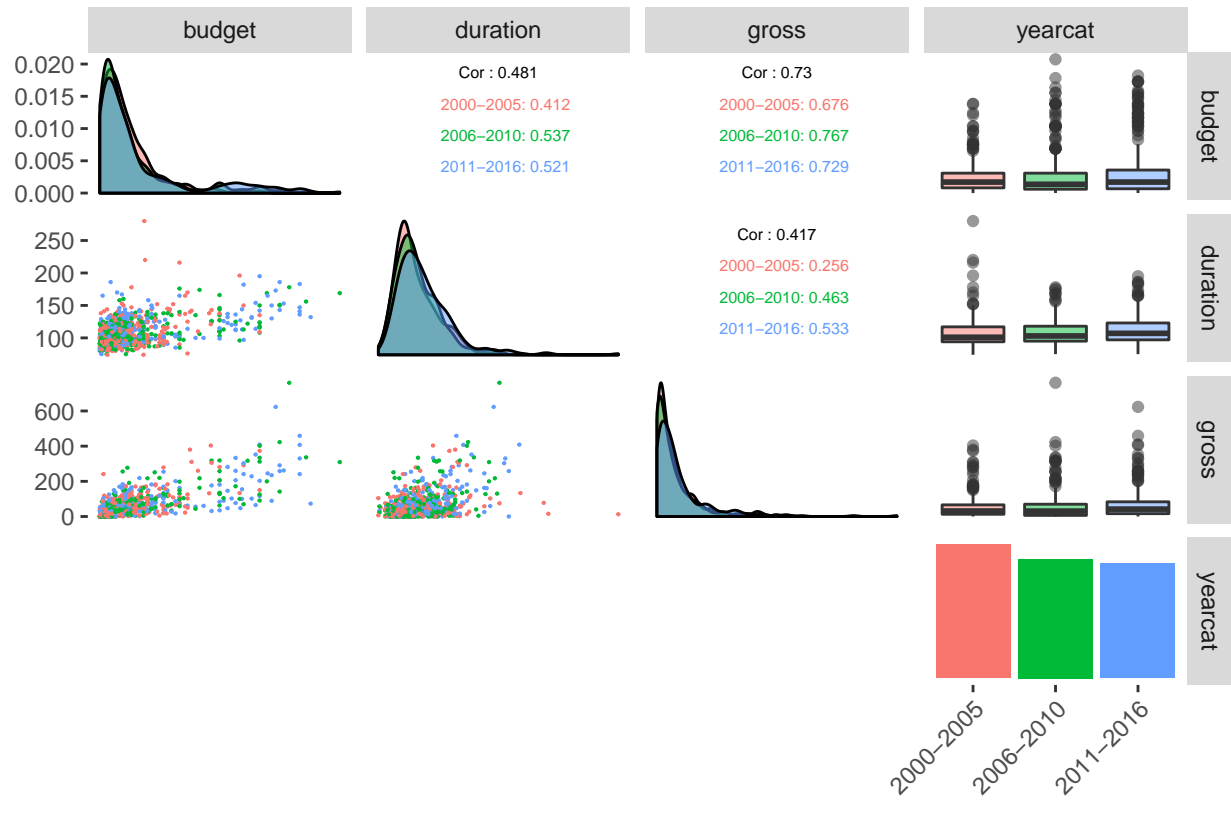 budget
duration
gross
yearcat
0.020
0.015
0.010
0.005
0.000
Cor : 0.481
2000−2005: 0.412
2006−2010: 0.537
2011−2016: 0.521
Cor : 0.73
2000−2005: 0.676
2006−2010: 0.767
2011−2016: 0.729
budget
250
200
150
100
Cor : 0.417
2000−2005: 0.256
2006−2010: 0.463
2011−2016: 0.533
duration
600
400
200
0
gross
yearcat
2000−2005
2006−2010
2011−2016